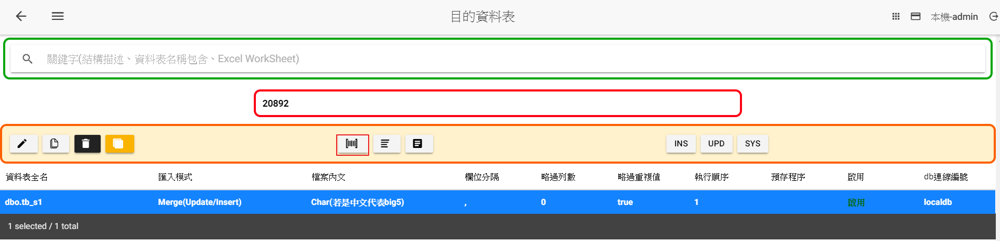 目的資料表
本機-admin
關鍵字(結構描述、資料表名稱包含、Excel WorkSheet)
20892
INS UPD SYS
資料表全名 匯入模式 檔案內文 欄位分隔 略過列數 略過重複值 執行順序 預存程序 啟用 db連線編號
dbo.tb_s1 Merge(Update/Insert) Char(若是中文代表big5) , 0 true 1 啟用 localdb
1 selected / 1 total